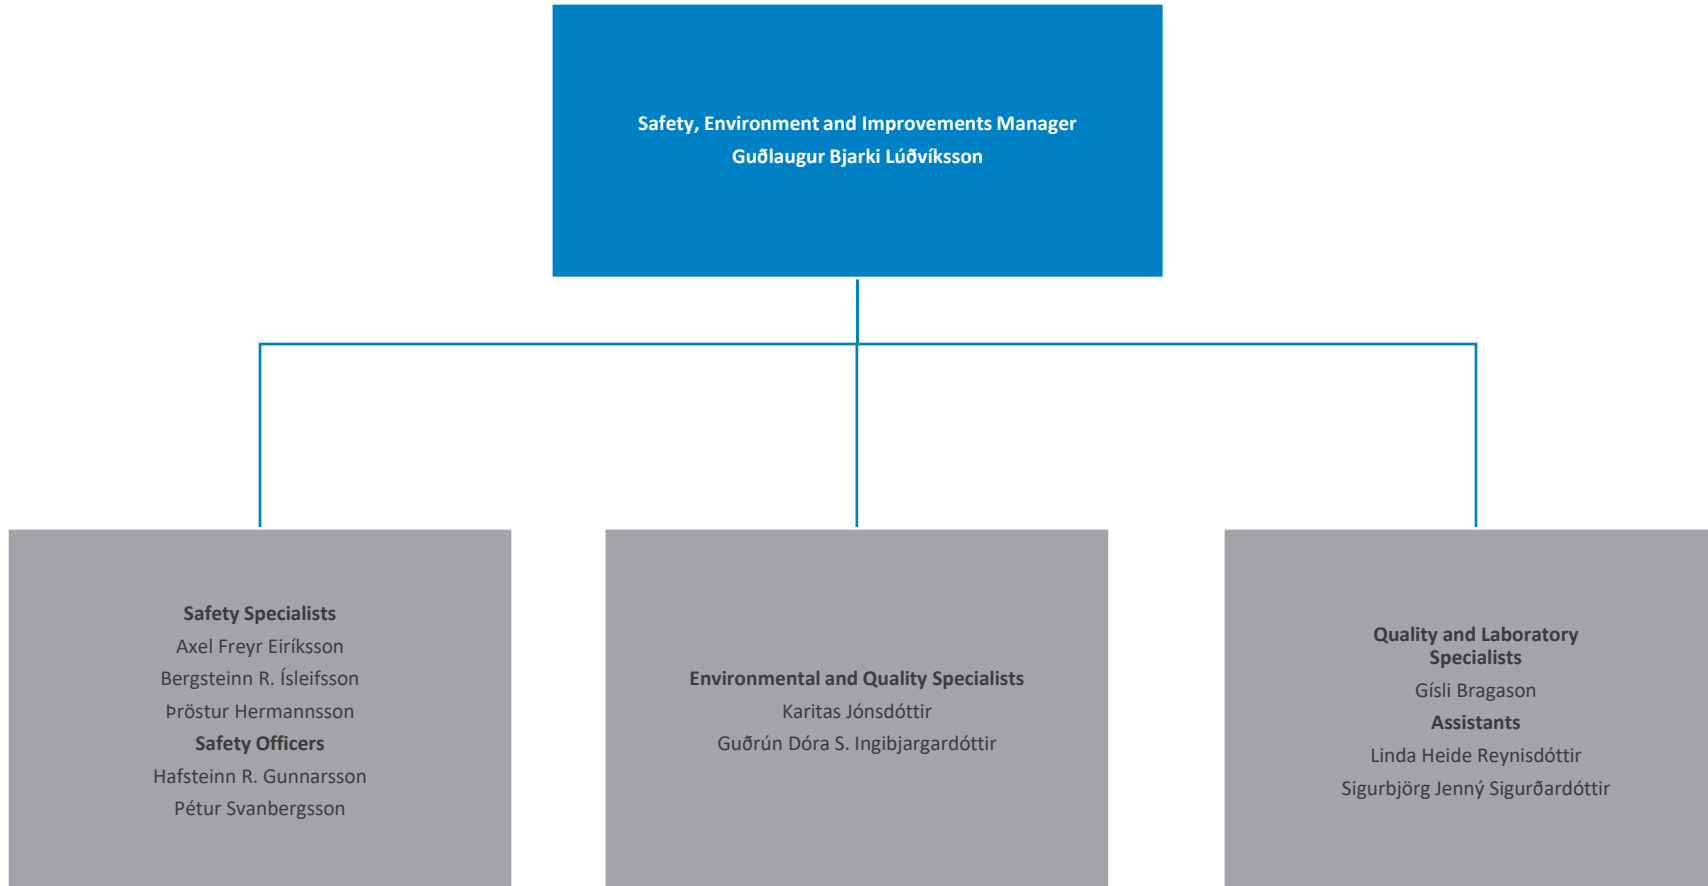 Safety, Environment and Improvements Manager
Guðlaugur Bjarki Lúðvíksson
Safety Specialists
Axel Freyr Eiríksson
Bergsteinn R. Ísleifsson
Þröstur Hermannsson
Safety Officers
Hafsteinn R. Gunnarsson
Pétur Svanbergsson
Environmental and Quality Specialists
Karitas Jónsdóttir
Guðrún Dóra S. Ingibjargardóttir
Quality and Laboratory
Specialists
Gísli Bragason
Assistants
Linda Heide Reynisdóttir
Sigurbjörg Jenný Sigurðardóttir